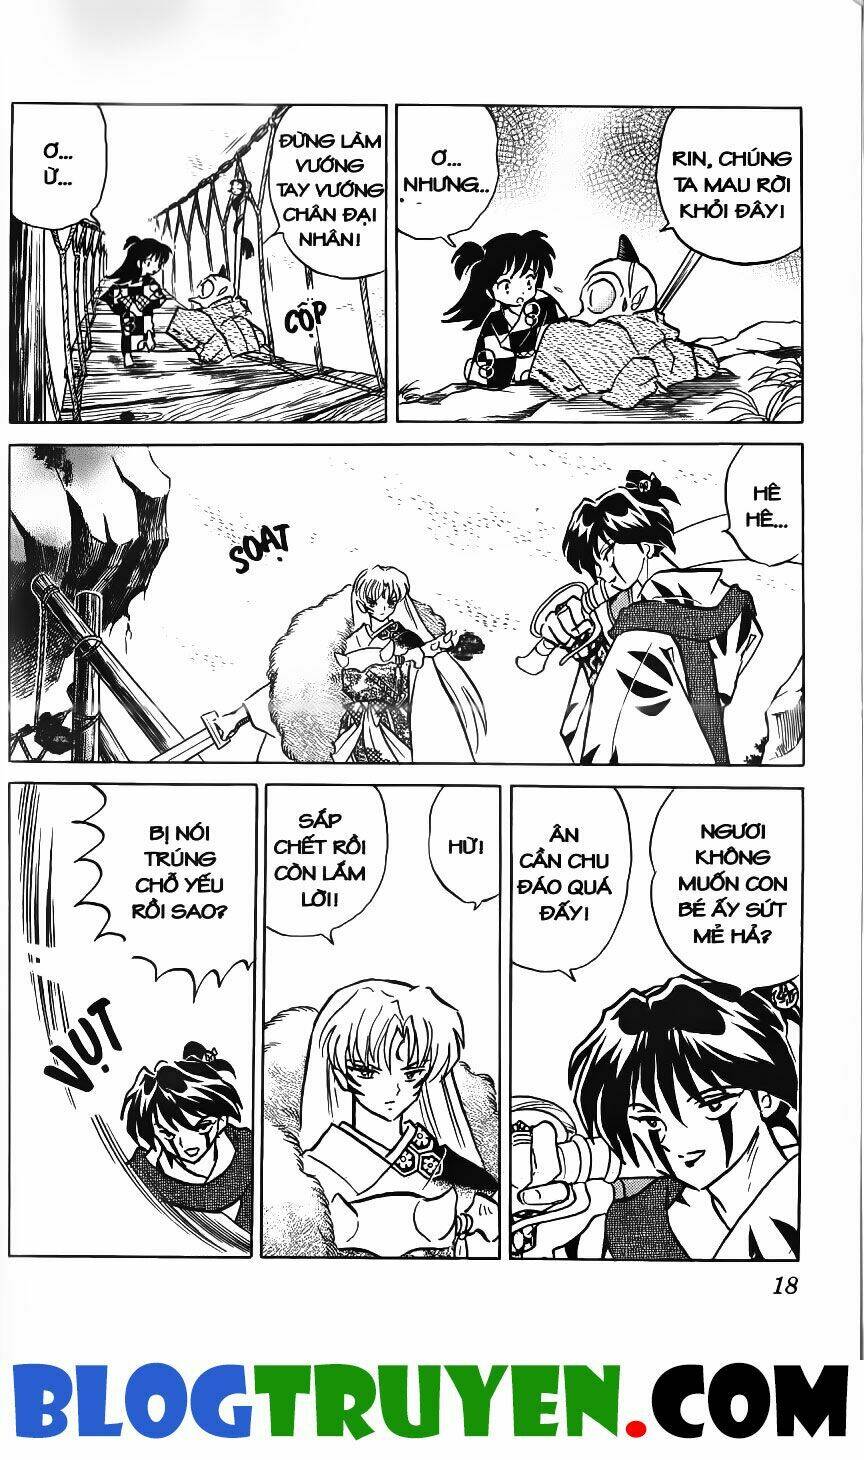 RIN, CHÚNG
TA MAU RỜI
KHỎI ĐÂY!
Ơ...
NHƯNG...
ĐỪNG LÀM
VƯỚNG
TAY VƯỚNG
CHÂN ĐẠI
NHÂN!
Ơ...
Ừ...
CỘP
HÊ
HÊ...
SOẠT
NGƯƠI
KHÔNG
MUỐN CON
BÉ ẤY SỨT
MẺ HẢ?
ÂN
CẦN CHU
ĐÁO QUÁ
ĐẤY!
HỪ!
SẮP
CHẾT RỒI
CÒN LẮM
LỜI!!
BỊ NÓI
TRÚNG
CHỖ YẾU
RỒI SAO?
VỤT
18
BLOGTRUYEN.COM